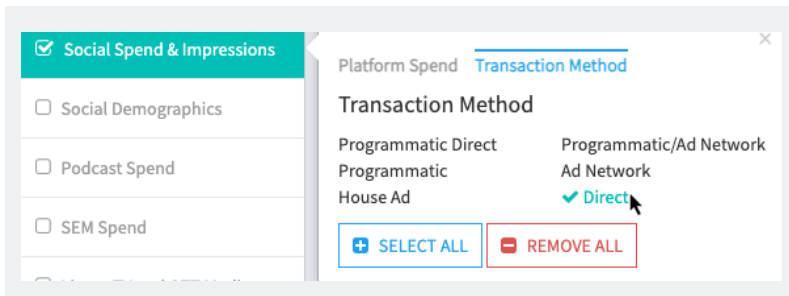 Social Spend & Impressions
Social Demographics
Podcast Spend
SEM Spend
×
Platform Spend Transaction Method
Transaction Method
Programmatic Direct Programmatic/Ad Network
Programmatic Ad Network
House Ad Direct
SELECT ALL REMOVE ALL